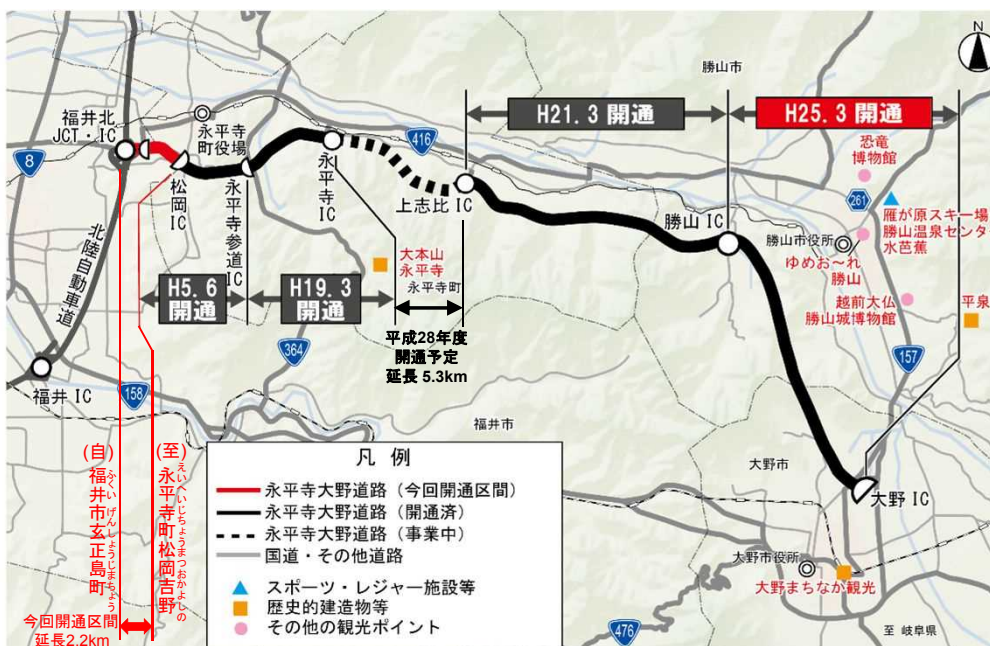 N
勝山市
H21. 3 開通
H25. 3 開通
福井北
JCT・IC
永平寺
町役場
416
8
恐竜
博物館
261
松岡IC
永平寺参道IC
永平寺IC
上志比 IC
雁が原スキー場
勝山温泉センター
水芭蕉
勝山 IC
勝山市役所
ゆめお～れ
勝山
北陸自動車道
大本山
永平寺
永平寺町
H5. 6
開通
H19. 3
開通
越前大仏
勝山城博物館
平泉
平成28年度
開通予定
延長 5.3km
364
157
福井 IC
158
福井市
大野市
(自)福井市玄正島町
ふくい げんしょうじまちょう
(至)永平寺町松岡吉野
えいへいじちょうまつおかよしの
凡 例
永平寺大野道路（今回開通区間）
永平寺大野道路（開通済）
永平寺大野道路（事業中）
国道・その他道路
スポーツ・レジャー施設等
歴史的建造物等
その他の観光ポイント
大野 IC
大野市役所
大野まちなか観光
今回開通区間
延長2.2km
476
至 岐阜県